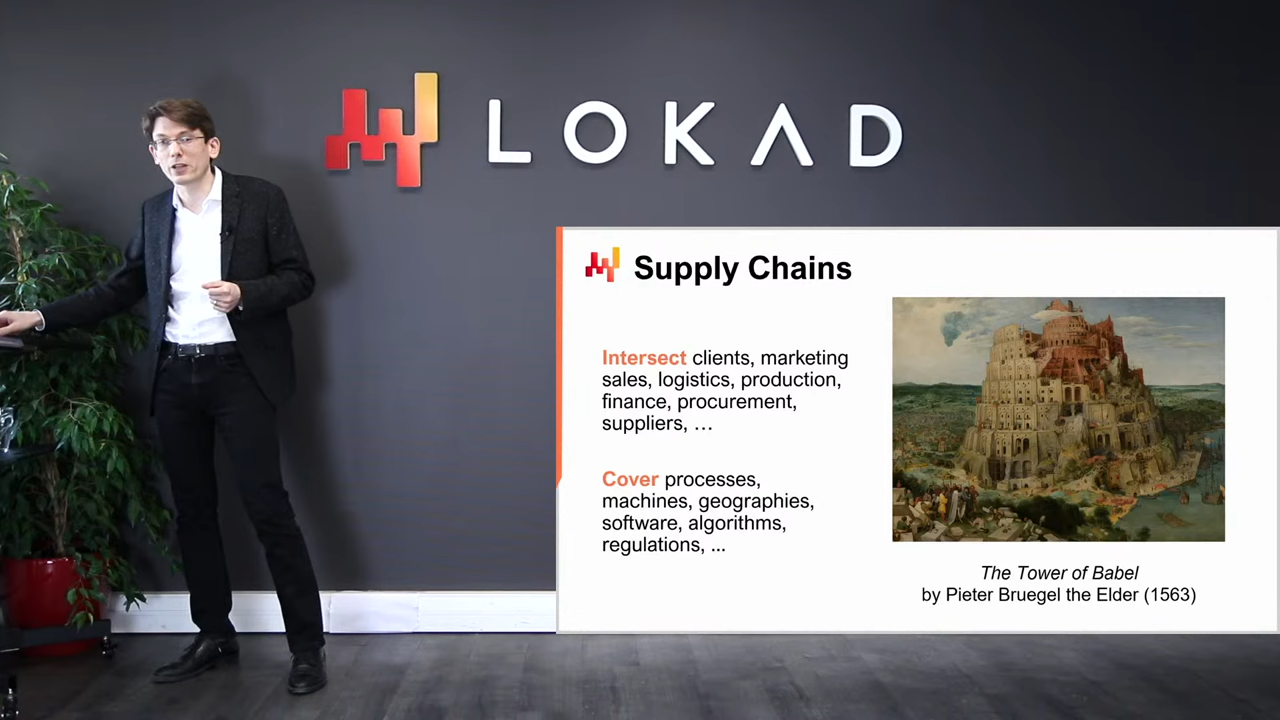 LOKAD
Supply Chains
Intersect clients, marketing
sales, logistics, production,
finance, procurement,
suppliers, …
Cover processes,
machines, geographies,
software, algorithms,
regulations, ...
The Tower of Babel
by Pieter Bruegel the Elder (1563)